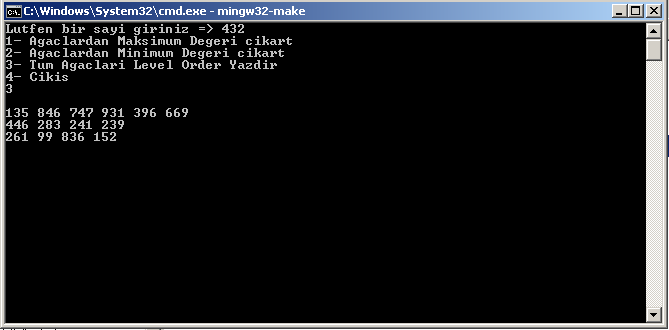 C:\Windows\System32\cmd.exe - mingw32-make
Lutfen bir sayi giriniz => 432
1- Agaclardan Maksimum Degeri cikart
2- Agaclardan Minimum Degeri cikart
3- Tum Agaclari Level Order Yazdir
4- Cikis
3
135 846 747 931 396 669
446 283 241 239
261 99 836 152